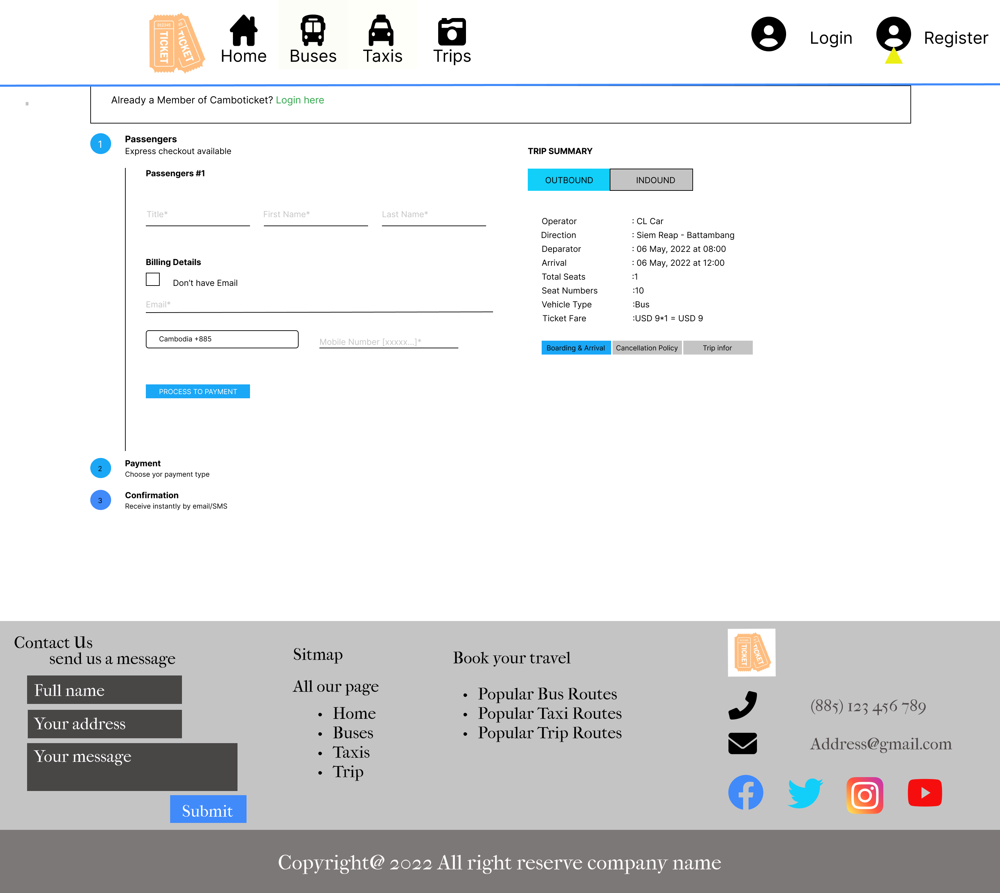 012345
TICKET
45
TICKET
Home
Buses
Taxis
Trips
Login
Register
Already a Member of Camboticket? Login here
1
Passengers
Express checkout available
Passengers #1
Title*
First Name*
Last Name*
Billing Details
Don't have Email
Email*
Cambodia +885
Mobile Number [xxxxx...]*
PROCESS TO PAYMENT
TRIP SUMMARY
OUTBOUND
INDOUND
Operator : CL Car
Direction : Siem Reap - Battambang
Deparator : 06 May, 2022 at 08:00
Arrival : 06 May, 2022 at 12:00
Total Seats :1
Seat Numbers :10
Vehicle Type :Bus
Ticket Fare :USD 9*1 = USD 9
Boarding & Arrival
Cancellation Policy
Trip infor
2
Payment
Choose yor payment type
3
Confirmation
Receive instantly by email/SMS
Contact Us
send us a message
Full name
Your address
Your message
Submit
Sitmap
All our page
• Home
• Buses
• Taxis
• Trip
Book your travel
• Popular Bus Routes
• Popular Taxi Routes
• Popular Trip Routes
012345
TICKET
TICKET
(885) 123 456 789
Address@gmail.com
Copyright@ 2022 All right reserve company name